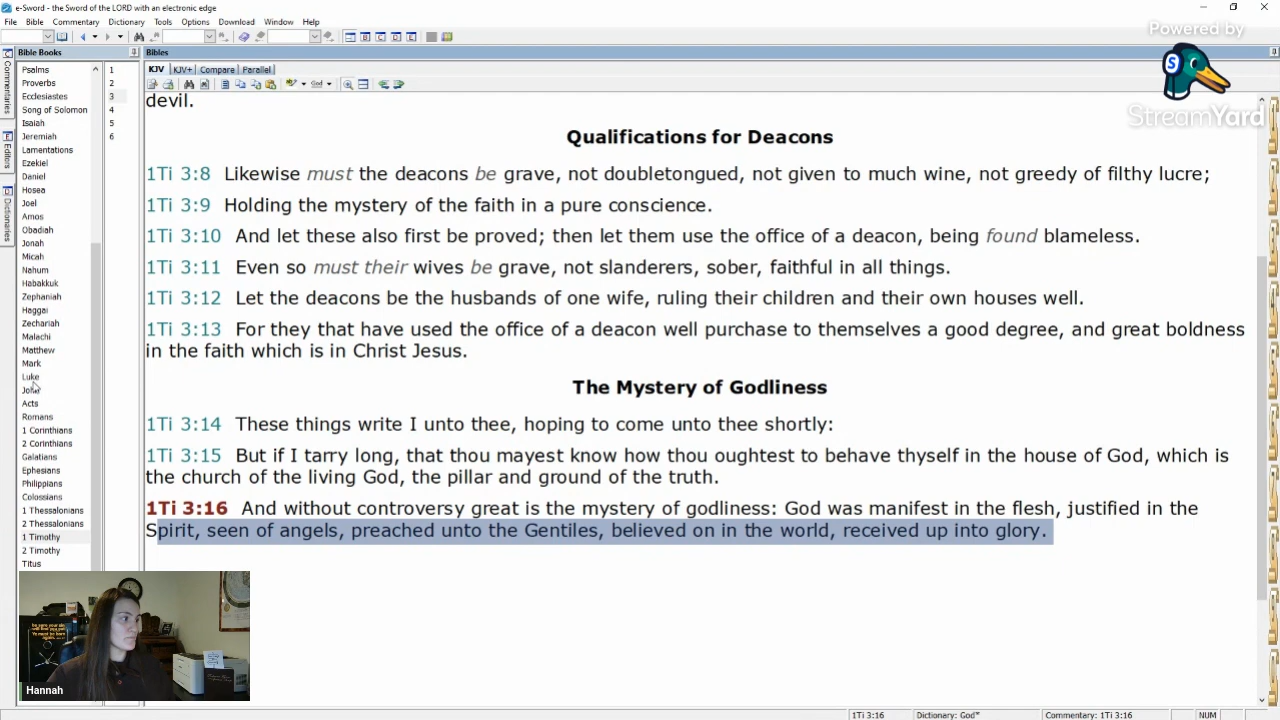 e-Sword - the Sword of the LORD with an electronic edge
File Bible Commentary Dictionary Tools Options Download Window Help
Powered by
StreamYard
Bible Books
Bibles
KJV KJV+ Compare Parallel
Commentaries
Editors
Dictionaries
Psalms
Proverbs
Ecclesiastes
Song of Solomon
Isaiah
Jeremiah
Lamentations
Ezekiel
Daniel
Hosea
Joel
Amos
Obadiah
Jonah
Micah
Nahum
Habakkuk
Zephaniah
Haggai
Zechariah
Malachi
Matthew
Mark
Luke
John
Acts
Romans
1 Corinthians
2 Corinthians
Galatians
Ephesians
Philippians
Colossians
1 Thessalonians
2 Thessalonians
1 Timothy
2 Timothy
Titus
1
2
3
4
5
6
devil.
Qualifications for Deacons
1Ti 3:8 Likewise must the deacons be grave, not doubletongued, not given to much wine, not greedy of filthy lucre;
1Ti 3:9 Holding the mystery of the faith in a pure conscience.
1Ti 3:10 And let these also first be proved; then let them use the office of a deacon, being found blameless.
1Ti 3:11 Even so must their wives be grave, not slanderers, sober, faithful in all things.
1Ti 3:12 Let the deacons be the husbands of one wife, ruling their children and their own houses well.
1Ti 3:13 For they that have used the office of a deacon well purchase to themselves a good degree, and great boldness
in the faith which is in Christ Jesus.
The Mystery of Godliness
1Ti 3:14 These things write I unto thee, hoping to come unto thee shortly:
1Ti 3:15 But if I tarry long, that thou mayest know how thou oughtest to behave thyself in the house of God, which is
the church of the living God, the pillar and ground of the truth.
1Ti 3:16 And without controversy great is the mystery of godliness: God was manifest in the flesh, justified in the
Spirit, seen of angels, preached unto the Gentiles, believed on in the world, received up into glory.
Hannah
1Ti 3:16 Dictionary: God* Commentary: 1Ti 3:16 NUM